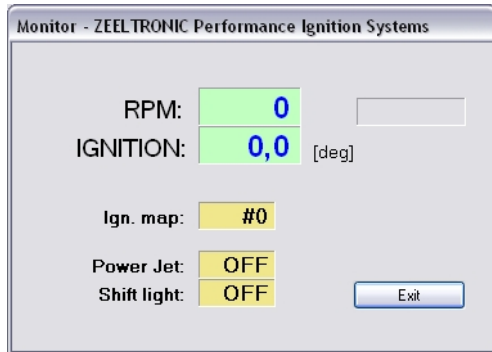 Monitor - ZEELTRONIC Performance Ignition Systems
RPM: 0
IGNITION: 0,0 [deg]
Ign. map: #0
Power Jet: OFF
Shift light: OFF
Exit